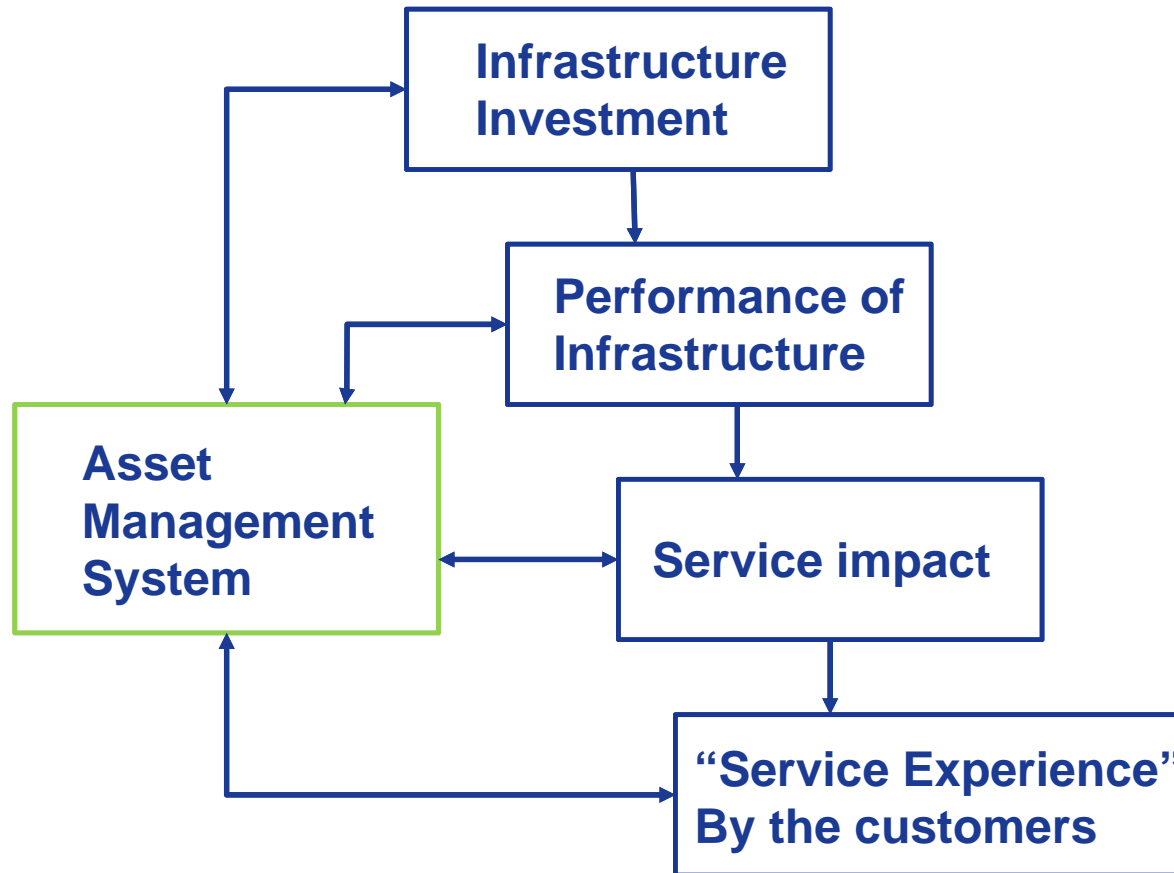 Infrastructure
Investment
Performance of
Infrastructure
Asset
Management
System
Service impact
“Service Experience”
By the customers